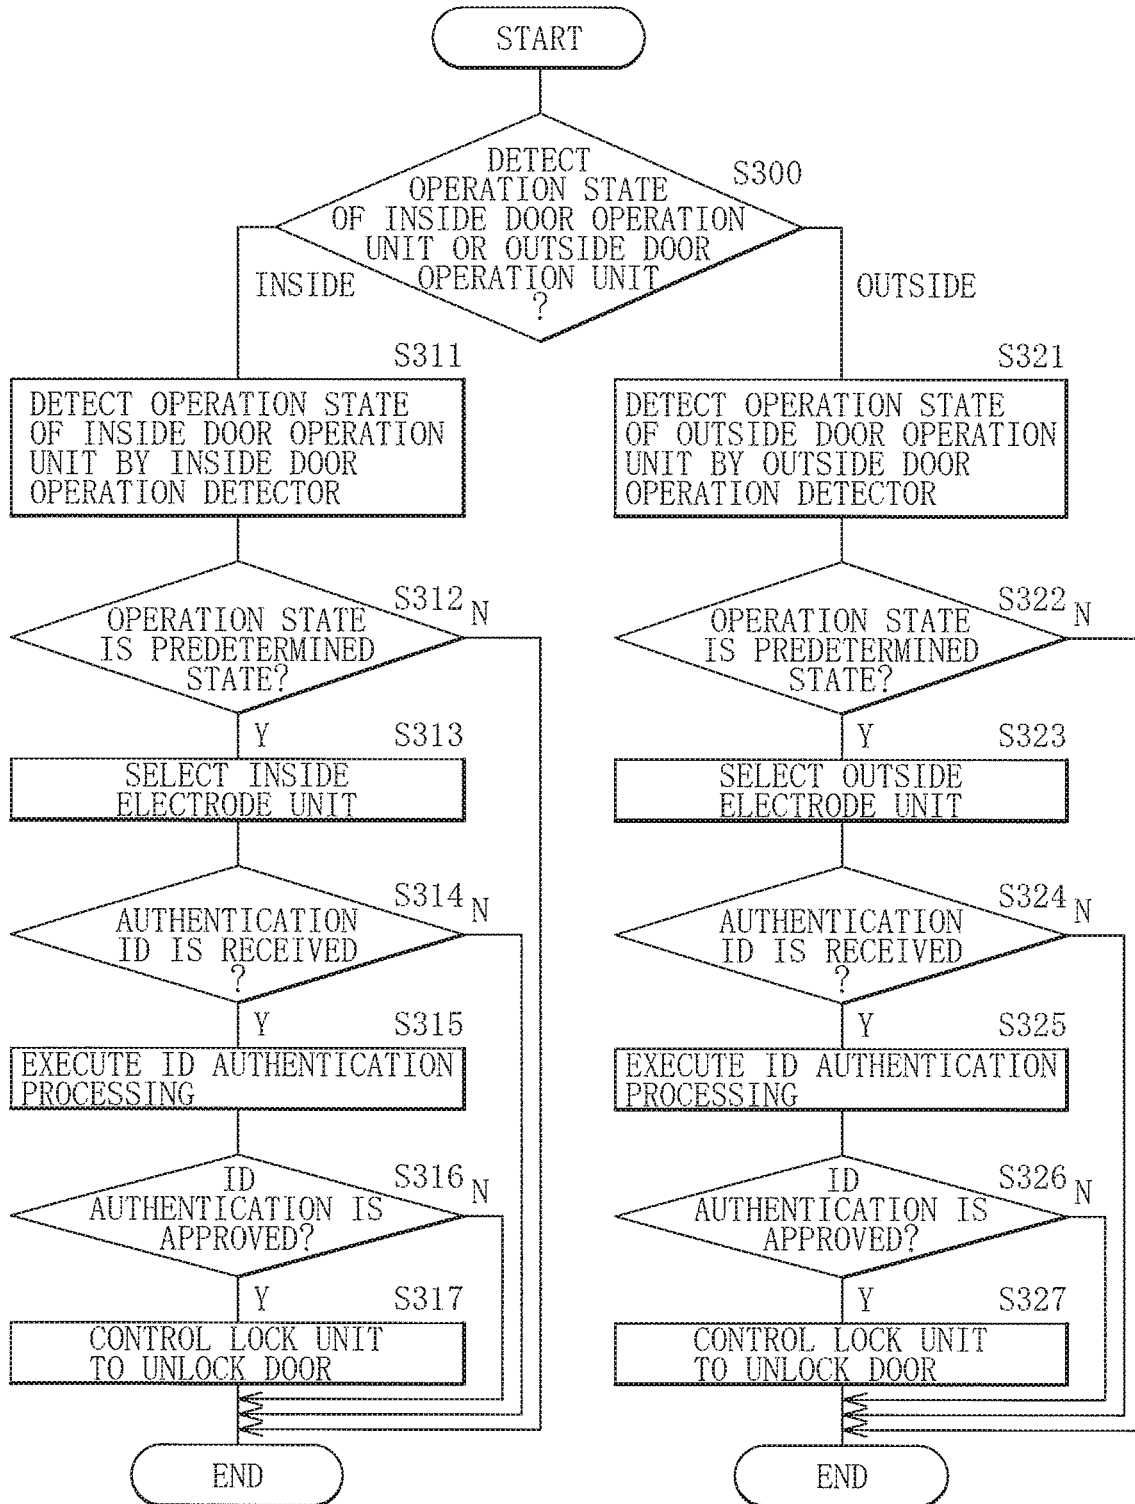 START
DETECT
OPERATION STATE
OF INSIDE DOOR OPERATION
UNIT OR OUTSIDE DOOR
OPERATION UNIT
?
S300
INSIDE
OUTSIDE
S311
DETECT OPERATION STATE
OF INSIDE DOOR OPERATION
UNIT BY INSIDE DOOR
OPERATION DETECTOR
S312
N
OPERATION STATE
IS PREDETERMINED
STATE?
Y
S313
SELECT INSIDE
ELECTRODE UNIT
S314
N
AUTHENTICATION
ID IS RECEIVED
?
Y
S315
EXECUTE ID AUTHENTICATION
PROCESSING
S316
N
ID
AUTHENTICATION IS
APPROVED?
Y
S317
CONTROL LOCK UNIT
TO UNLOCK DOOR
END
S321
DETECT OPERATION STATE
OF OUTSIDE DOOR OPERATION
UNIT BY OUTSIDE DOOR
OPERATION DETECTOR
S322
N
OPERATION STATE
IS PREDETERMINED
STATE?
Y
S323
SELECT OUTSIDE
ELECTRODE UNIT
S324
N
AUTHENTICATION
ID IS RECEIVED
?
Y
S325
EXECUTE ID AUTHENTICATION
PROCESSING
S326
N
ID
AUTHENTICATION IS
APPROVED?
Y
S327
CONTROL LOCK UNIT
TO UNLOCK DOOR
END